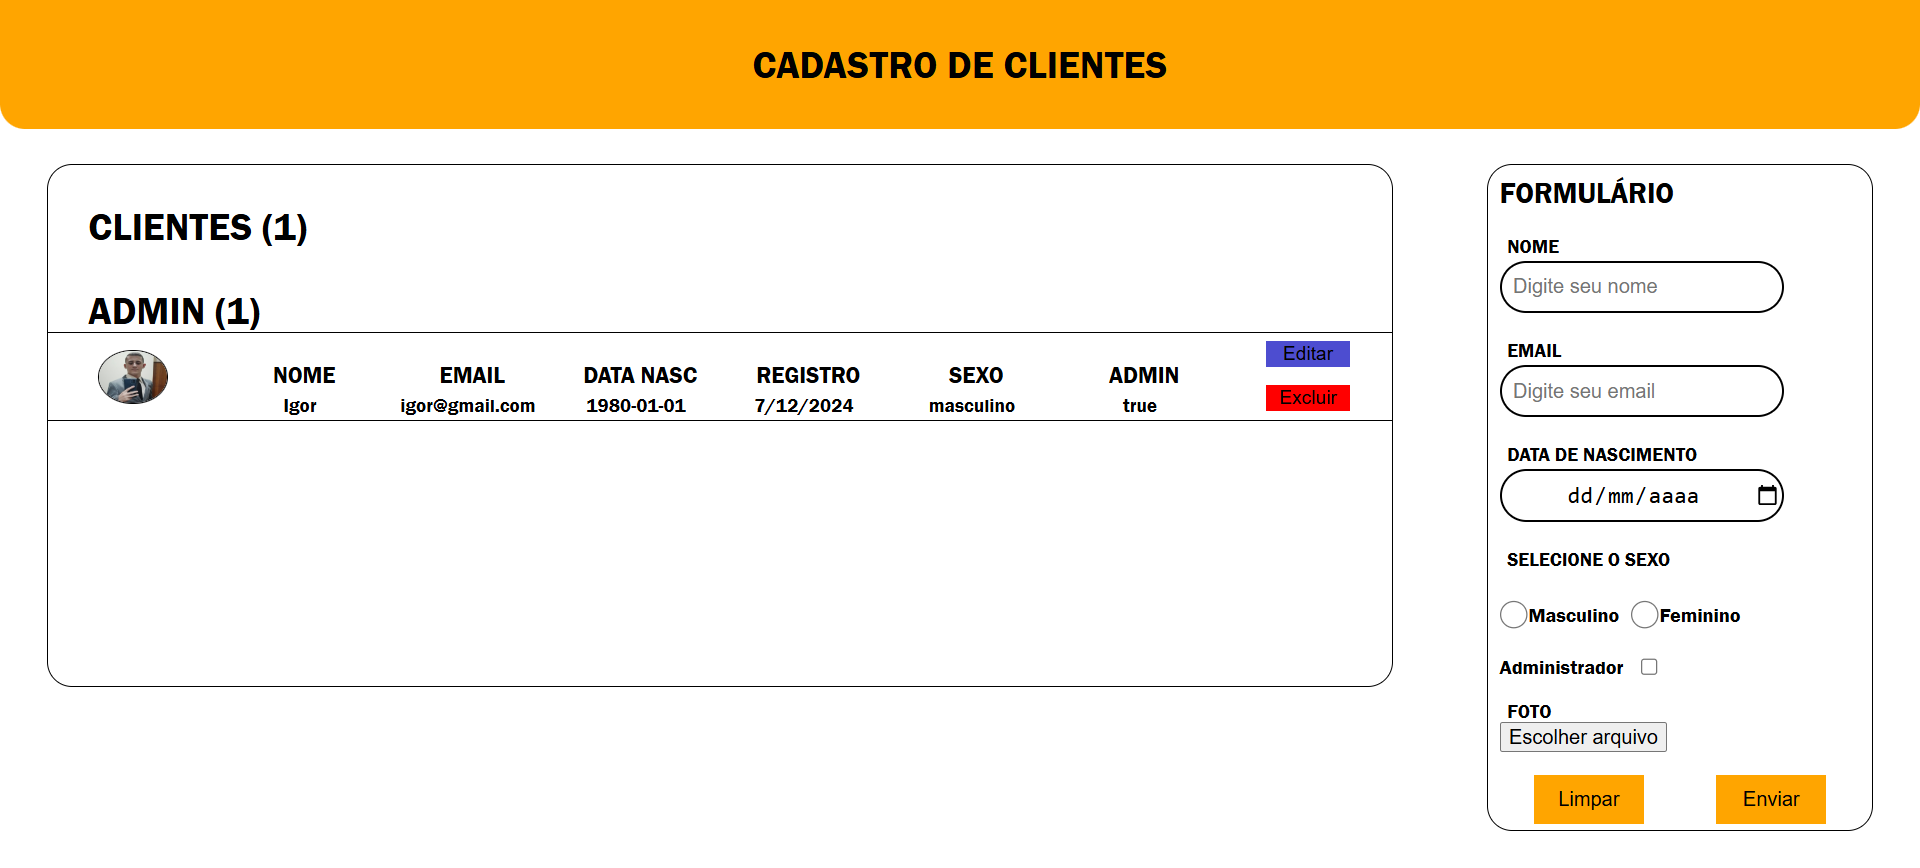 CADASTRO DE CLIENTES
CLIENTES (1)
ADMIN (1)
NOME EMAIL DATA NASC REGISTRO SEXO ADMIN
Igor igor@gmail.com 1980-01-01 7/12/2024 masculino true
Editar
Excluir
FORMULÁRIO
NOME
Digite seu nome
EMAIL
Digite seu email
DATA DE NASCIMENTO
dd/mm/aaaa
SELECIONE O SEXO
Masculino Feminino
Administrador
FOTO
Escolher arquivo
Limpar Enviar